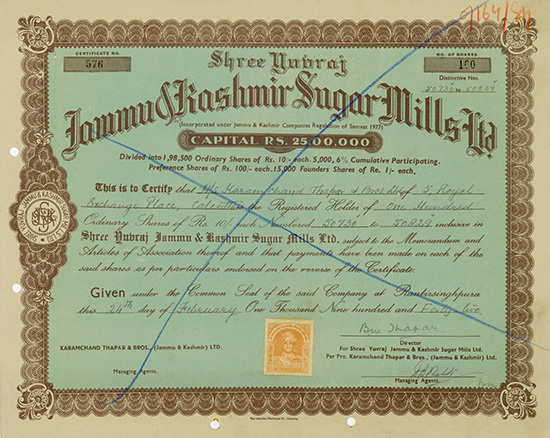 5/164/Sy
CERTIFICATE NO.
576
NO. OF SHARES
100
Distinctive Nos.
50730 to 50829
Shree Yuvraj
Jammu & Kashmir Sugar Mills Ltd
(Incorporated under Jammu & Kashmir Companies Regulation of Samvat 1977)
CAPITAL RS. 25,00,000
Divided into 1,98,500 Ordinary Shares of Rs. 10/- each. 5,000, 6% Cumulative Participating.
Preference Shares of Rs. 100/- each. 15,000 Founders Shares of Re. 1/- each.
This is to Certify that M/s Karamchand Thapar & Bros Ltd of 5, Royal
Exchange Place, Calcutta the Registered Holder of One Hundred
Ordinary Shares of Rs. 10/- each Numbered 50730 to 50829 inclusive in
Shree Yuvraj Jammu & Kashmir Sugar Mills Ltd. subject to the Memorandum and
Articles of Association thereof and that payments have been made on each of the
said shares as per particulars endorsed on the reverse of the Certificate.
Given under the Common Seal of the said Company at Ranbirsinghpura
this 24th day of February One Thousand Nine hundred and Forty two.
Bm Thapar
Director
KARAMCHAND THAPAR & BROS., (Jammu & Kashmir) LTD.
For Shree Yuvraj Jammu & Kashmir Sugar Mills Ltd.
Per Pro. Karamchand Thapar & Bros., (Jammu & Kashmir) Ltd.
Managing Agents.
Managing Agents.